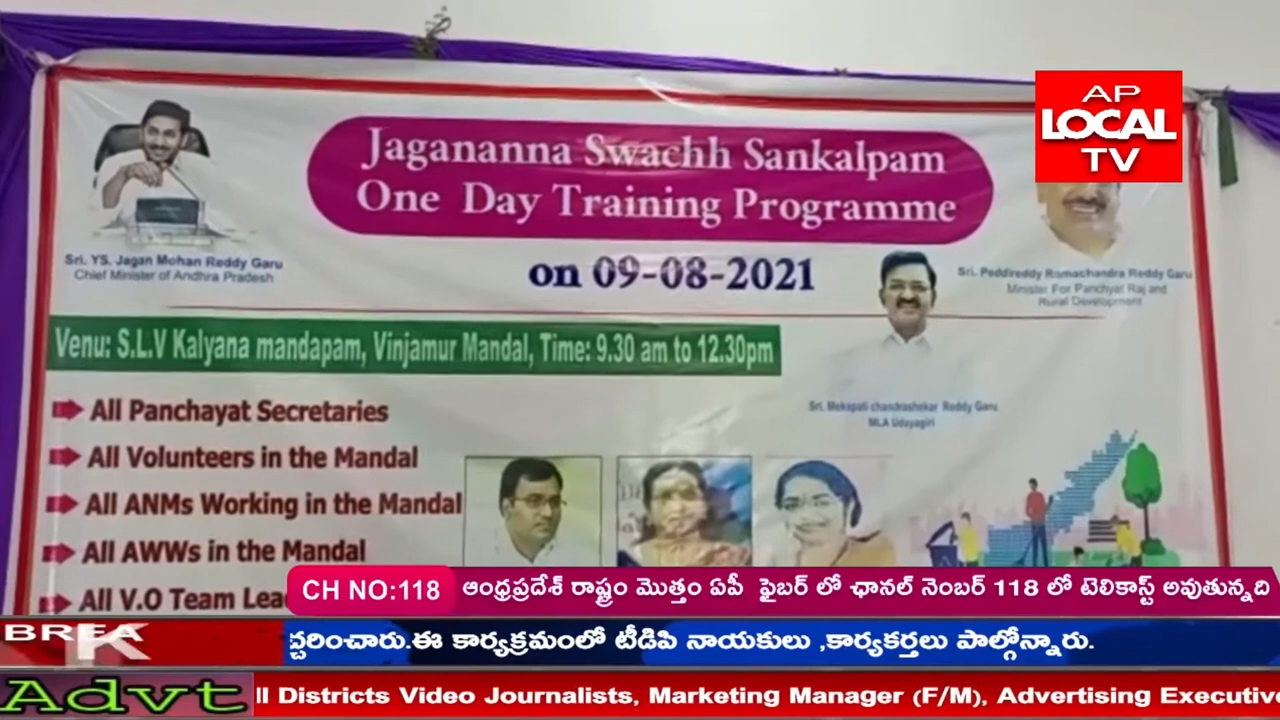 AP
LOCAL
TV
Jagananna Swachh Sankalpam
One Day Training Programme
on 09-08-2021
Sri. YS. Jagan Mohan Reddy Garu
Chief Minister of Andhra Pradesh
Sri. Peddireddy Ramachandra Reddy Garu
Minister For Panchyat Raj and
Rural Development
Venu: S.L.V Kalyana mandapam, Vinjamur Mandal, Time: 9.30 am to 12.30pm
Sri. Mekapati chandrashekar Reddy Garu
MLA Udayagiri
All Panchayat Secretaries
All Volunteers in the Mandal
All ANMs Working in the Mandal
All AWWs in the Mandal
All V.O Team Lea
CH NO:118 ఆంధ్రప్రదేశ్ రాష్ట్రం మొత్తం ఏపీ ఫైబర్ లో ఛానల్ నెంబర్ 118 లో టెలికాస్ట్ అవుతున్నది
BREA
K
చ్చరించారు.ఈ కార్యక్రమంలో టీడిపి నాయకులు ,కార్యకర్తలు పాల్గోన్నారు.
Advt ll Districts Video Journalists, Marketing Manager (F/M), Advertising Executive